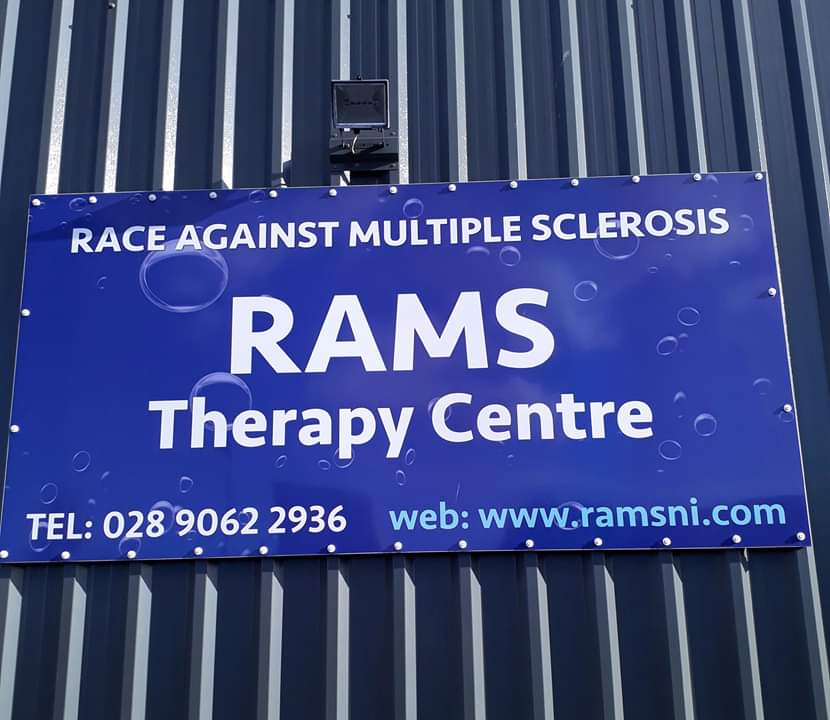 RACE AGAINST MULTIPLE SCLEROSIS
RAMS
Therapy Centre
TEL: 028 9062 2936 web: www.ramsni.com